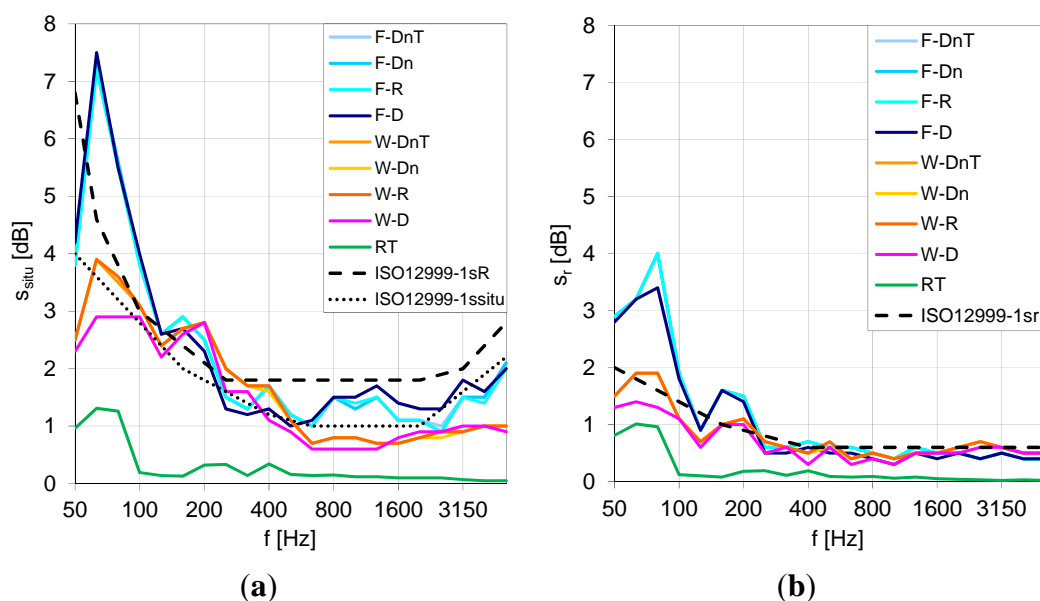 8
7
6
5
4
3
2
1
0
s_situ [dB]
50
100
200
400
800
1600
3150
f [Hz]
F-DnT
F-Dn
F-R
F-D
W-DnT
W-Dn
W-R
W-D
RT
ISO12999-1sR
ISO12999-1ssitu
(a)
8
7
6
5
4
3
2
1
0
s_r [dB]
50
100
200
400
800
1600
3150
f [Hz]
F-DnT
F-Dn
F-R
F-D
W-DnT
W-Dn
W-R
W-D
RT
ISO12999-1sr
(b)